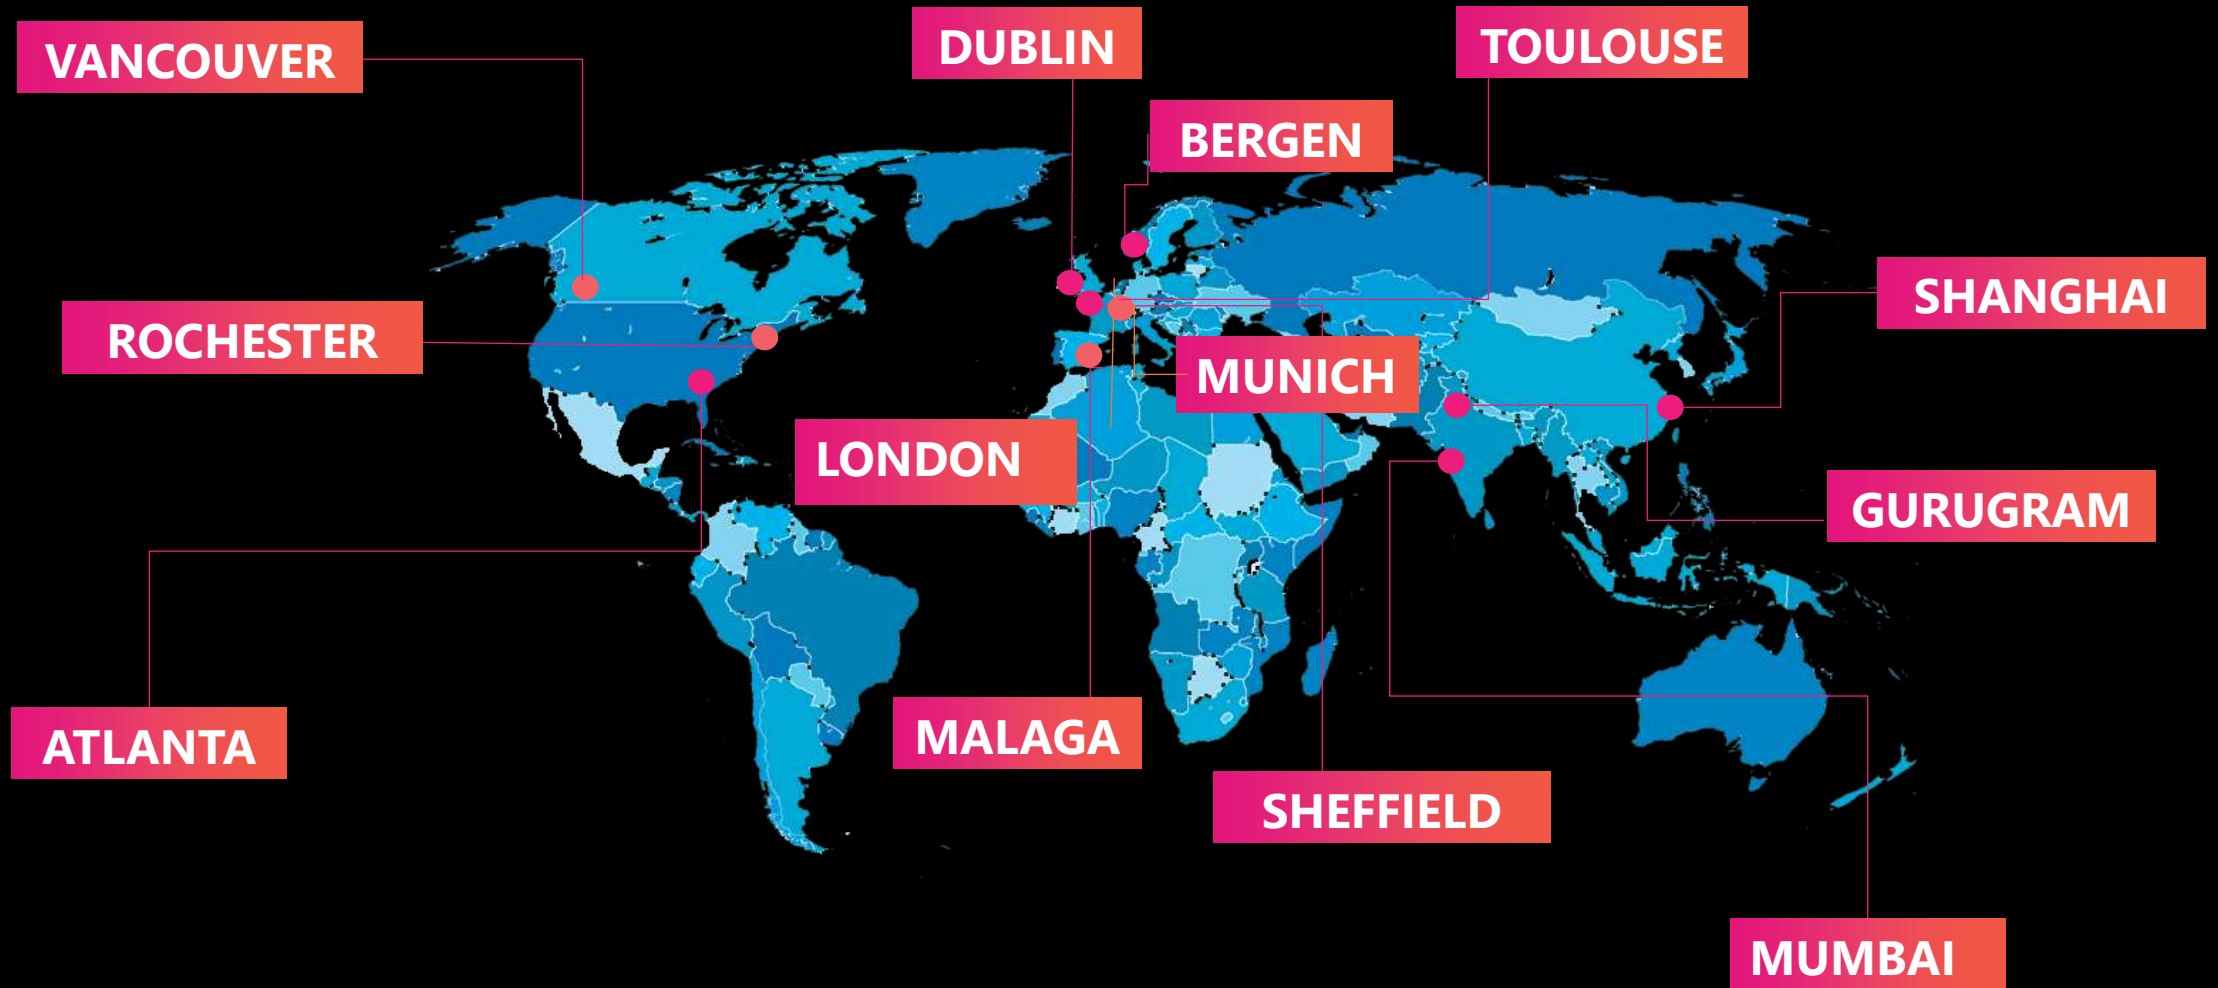 VANCOUVER
DUBLIN
TOULOUSE
BERGEN
SHANGHAI
ROCHESTER
MUNICH
LONDON
GURUGRAM
ATLANTA
MALAGA
SHEFFIELD
MUMBAI